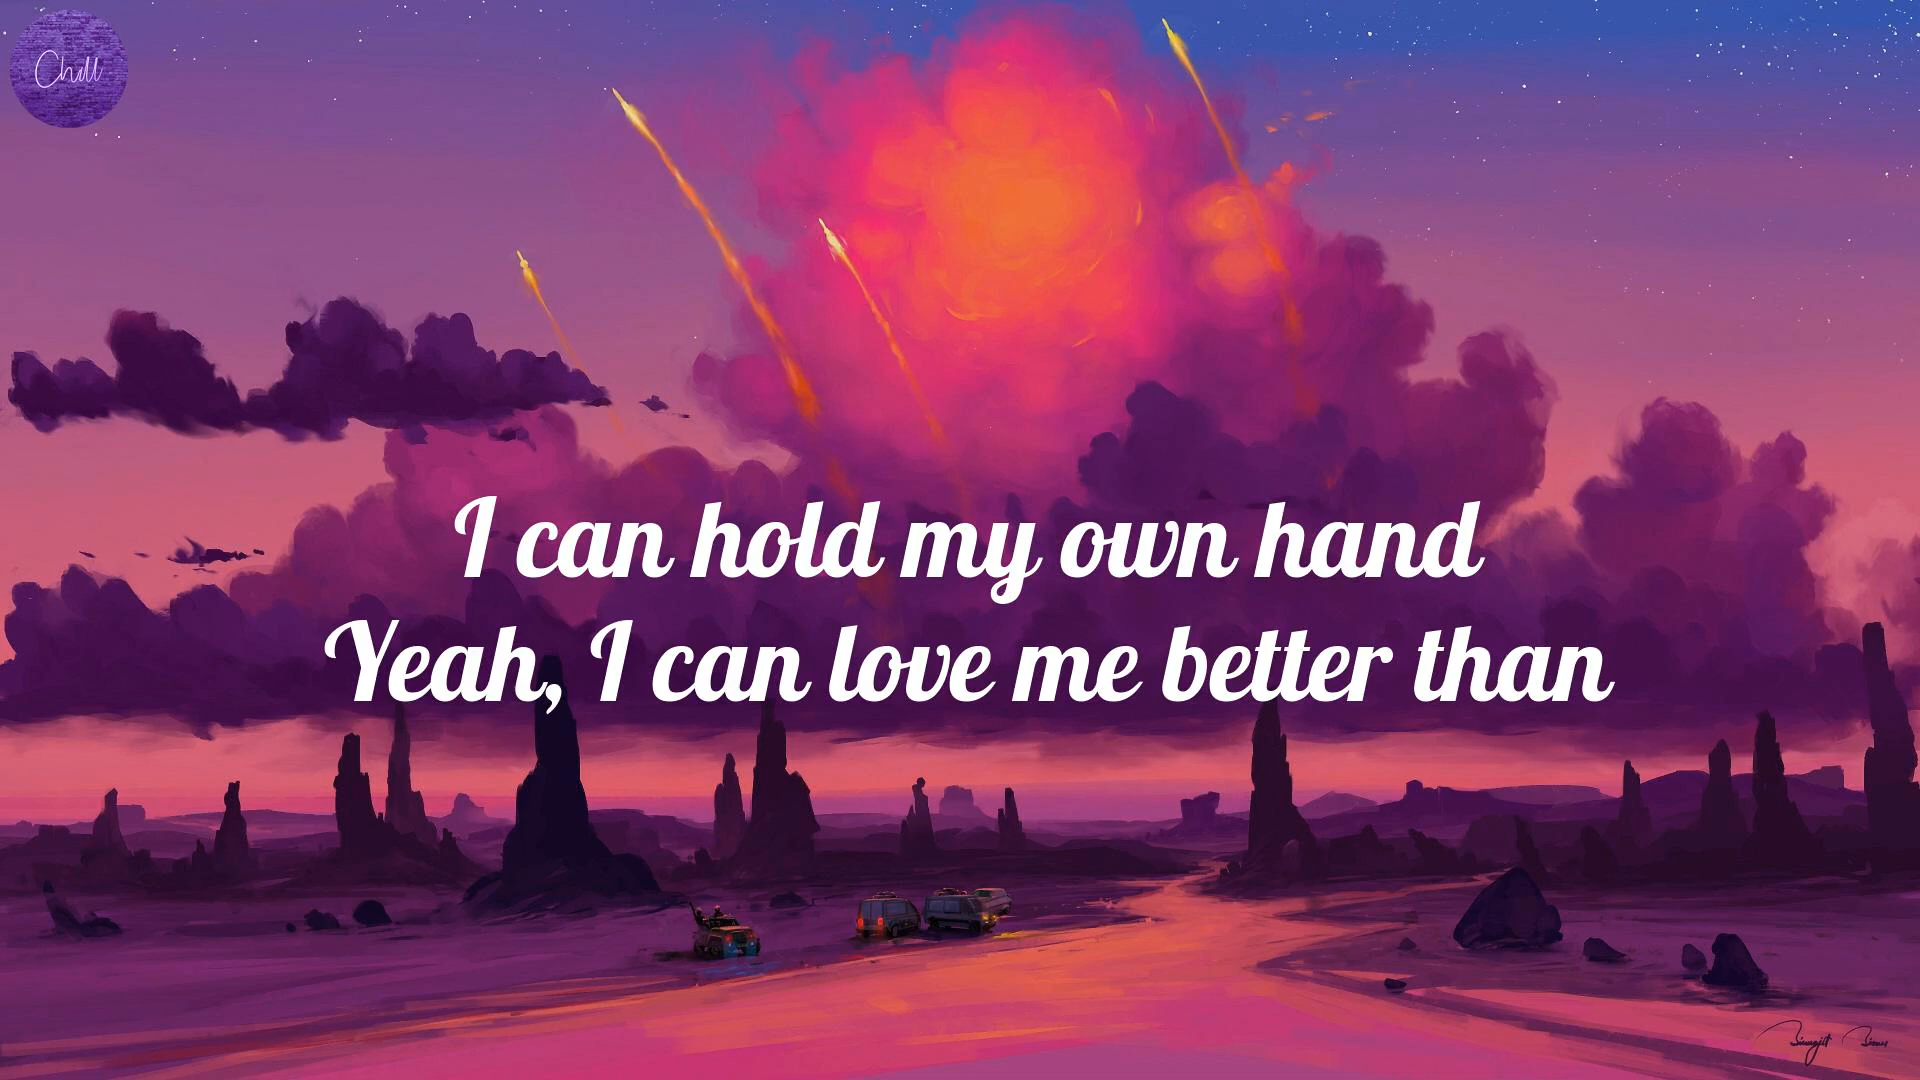 Chill
I can hold my own hand
Yeah, I can love me better than